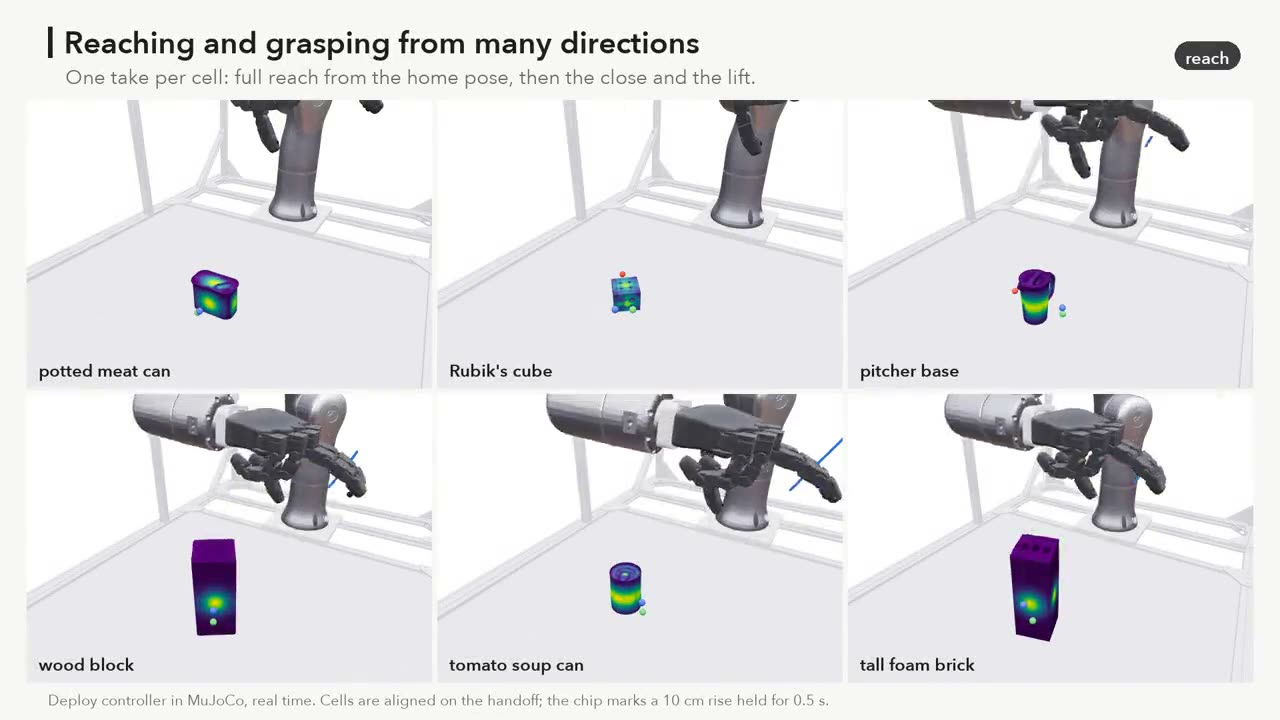 Reaching and grasping from many directions
One take per cell: full reach from the home pose, then the close and the lift.
reach
potted meat can
Rubik's cube
pitcher base
wood block
tomato soup can
tall foam brick
Deploy controller in MuJoCo, real time. Cells are aligned on the handoff; the chip marks a 10 cm rise held for 0.5 s.